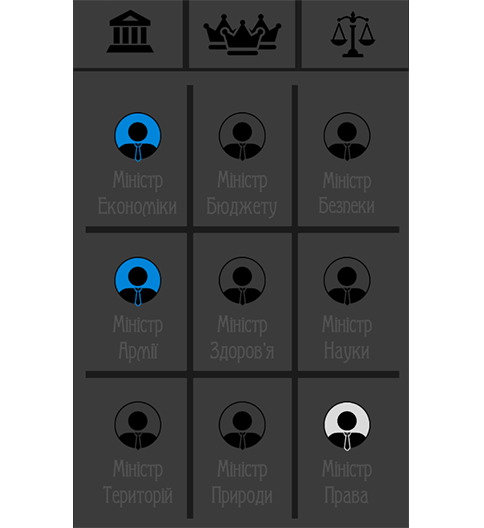 Міністр
Економіки
Міністр
Бюджету
Міністр
Безпеки
Міністр
Армії
Міністр
Здоров'я
Міністр
Науки
Міністр
Територій
Міністр
Природи
Міністр
Права